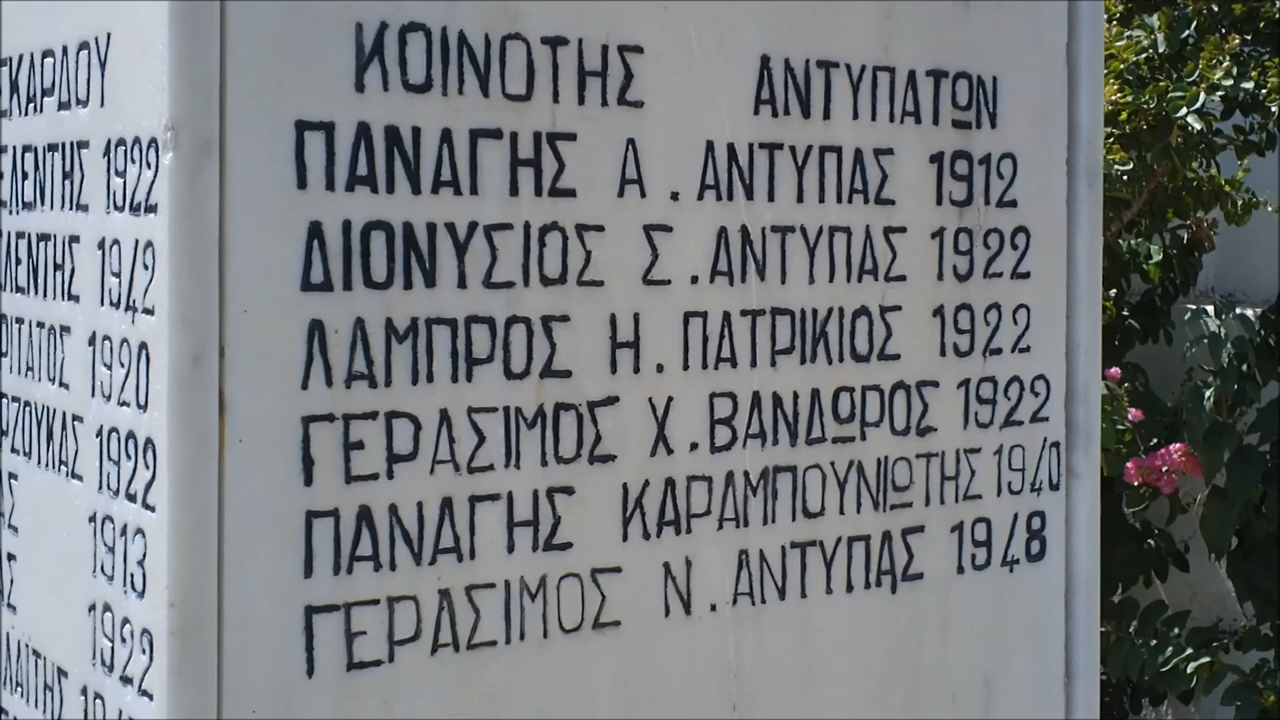 ΚΟΙΝΟΤΗΣ ΑΝΤΥΠΑΤΩΝ
ΠΑΝΑΓΗΣ Α. ΑΝΤΥΠΑΣ 1912
ΔΙΟΝΥΣΙΟΣ Σ. ΑΝΤΥΠΑΣ 1922
ΛΑΜΠΡΟΣ Η. ΠΑΤΡΙΚΙΟΣ 1922
ΓΕΡΑΣΙΜΟΣ Χ. ΒΑΝΔΩΡΟΣ 1922
ΠΑΝΑΓΗΣ ΚΑΡΑΜΠΟΥΝΙΩΤΗΣ 1940
ΓΕΡΑΣΙΜΟΣ Ν. ΑΝΤΥΠΑΣ 1948
1922
1942
1920
1922
1913
1922